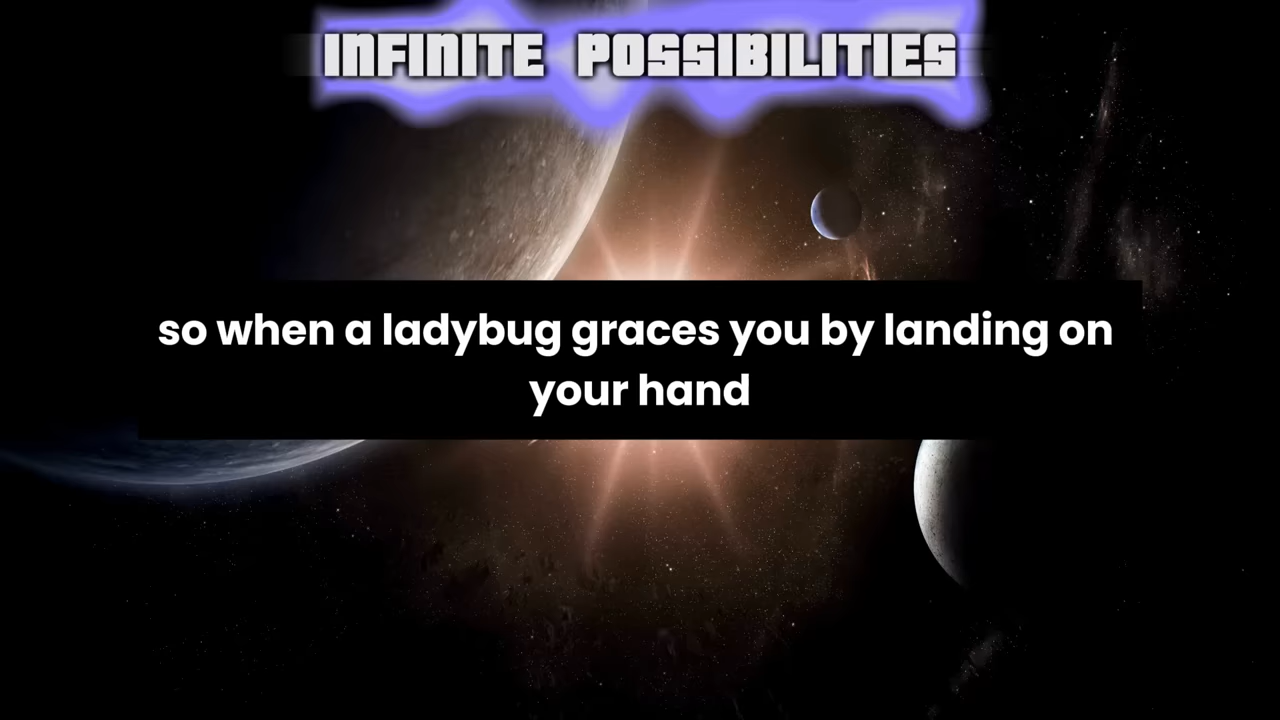 INFINITE POSSIBILITIES
so when a ladybug graces you by landing on
your hand